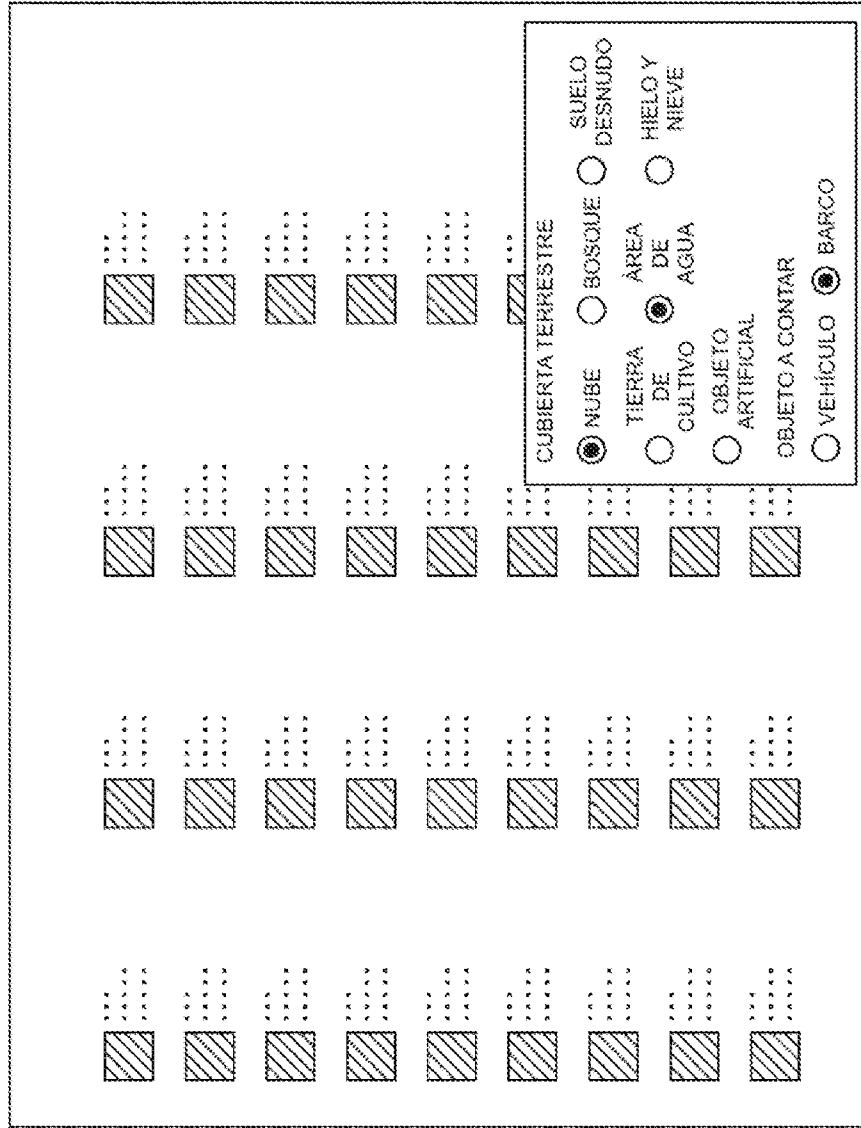 CUBIERTA TERRESTRE
NUBE BOSQUE SUELO DESNUDO
TIERRA DE CULTIVO ÁREA DE AGUA HIELO Y NIEVE
OBJETO ARTIFICIAL
OBJETO A CONTAR
VEHÍCULO BARCO